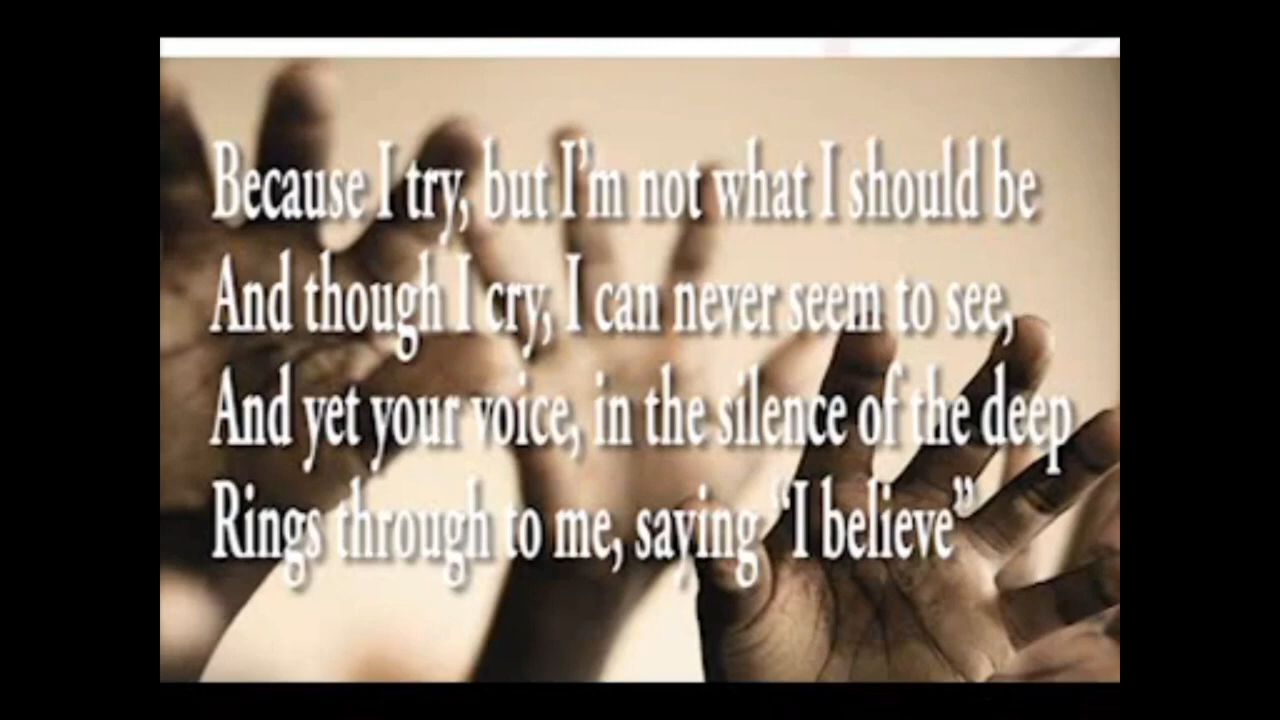 Because I try, but I'm not what I should be
And though I cry, I can never seem to see,
And yet your voice, in the silence of the deep
Rings through to me, saying “I believe”